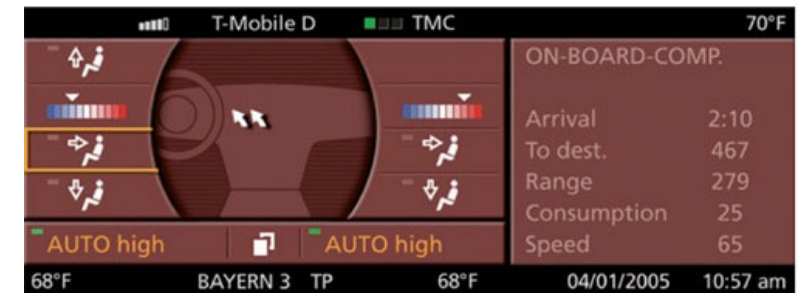 T-Mobile D TMC 70°F
ON-BOARD-COMP.
Arrival 2:10
To dest. 467
Range 279
Consumption 25
Speed 65
AUTO high AUTO high
68°F BAYERN 3 TP 68°F 04/01/2005 10:57 am